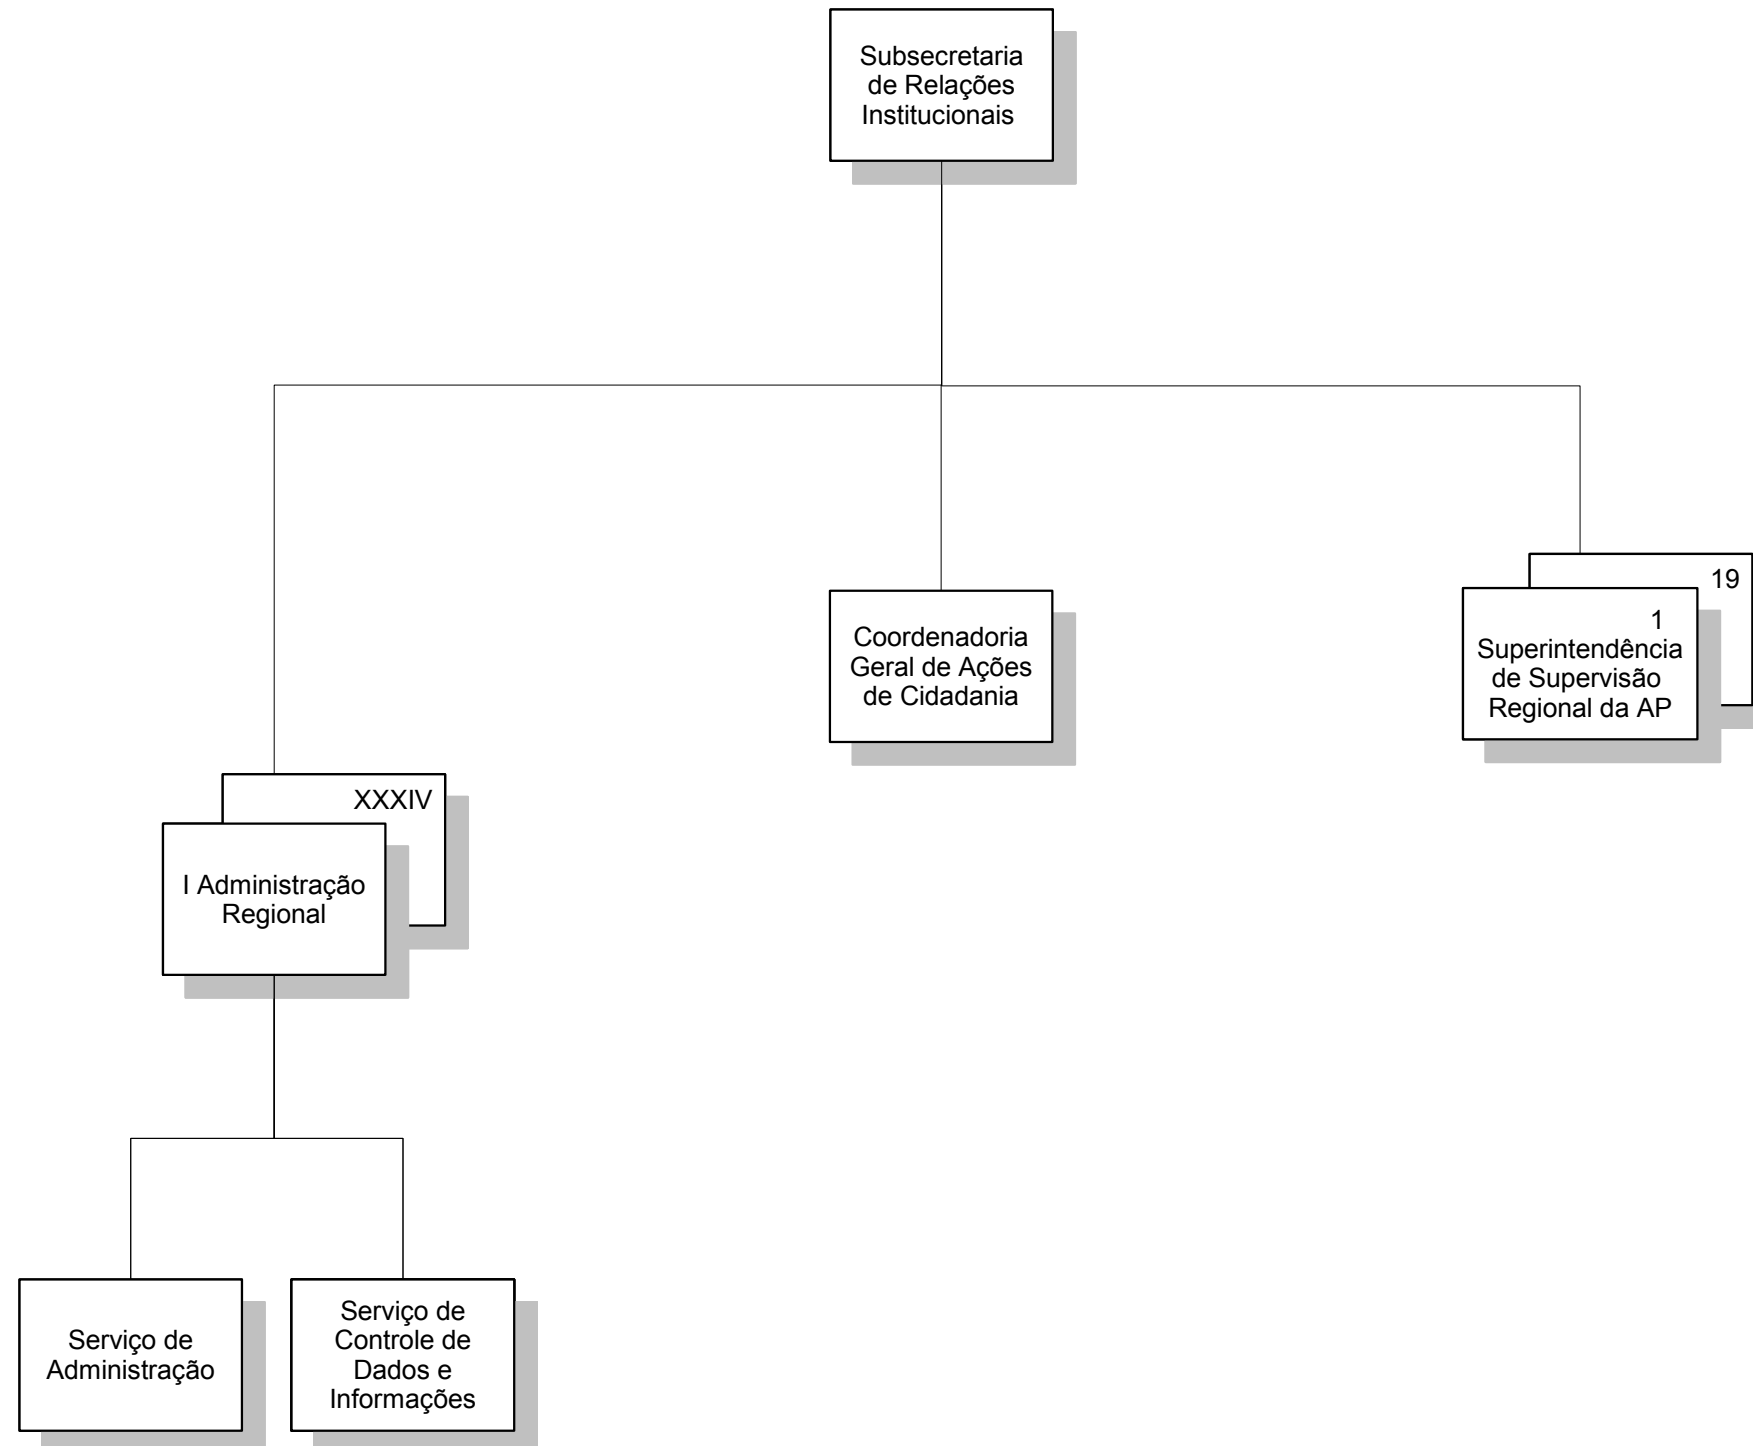 Subsecretaria
de Relações
Institucionais
Coordenadoria
Geral de Ações
de Cidadania
19
1
Superintendência
de Supervisão
Regional da AP
XXXIV
I Administração
Regional
Serviço de
Administração
Serviço de
Controle de
Dados e
Informações